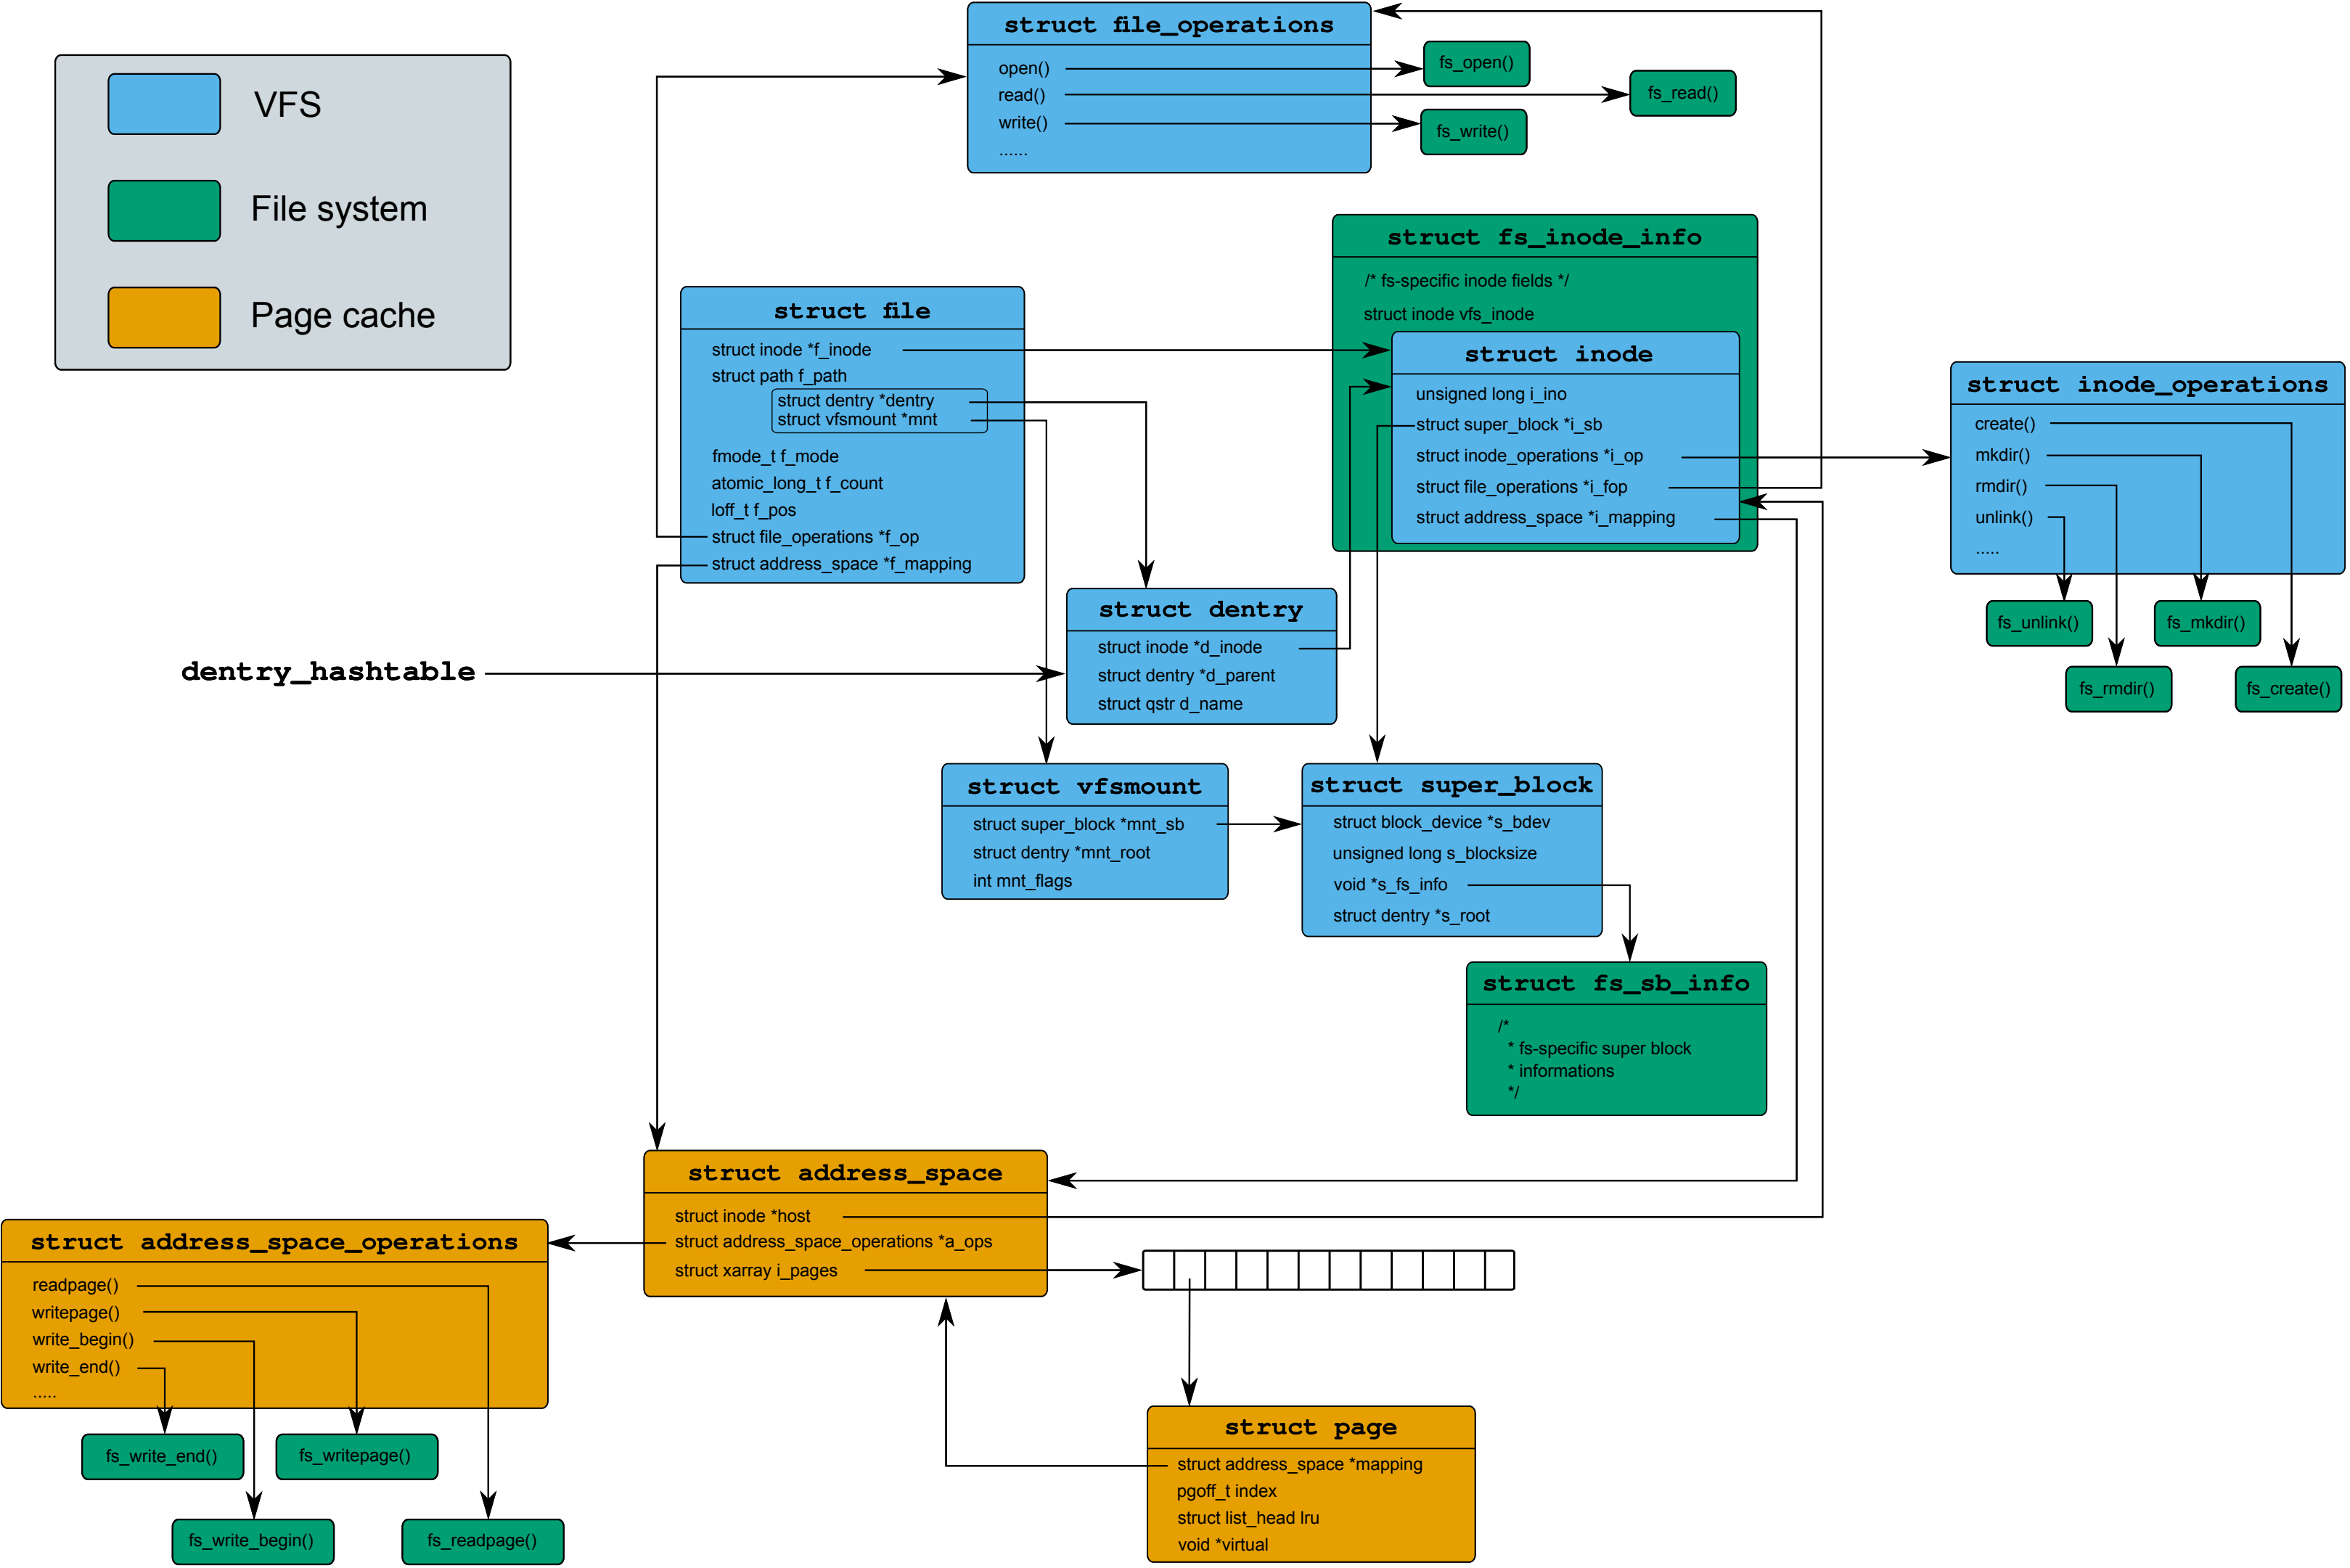 VFS
File system
Page cache
struct file_operations
open()
read()
write()
......
fs_open()
fs_read()
fs_write()
struct fs_inode_info
/* fs-specific inode fields */
struct inode vfs_inode
struct inode
unsigned long i_ino
struct super_block *i_sb
struct inode_operations *i_op
struct file_operations *i_fop
struct address_space *i_mapping
struct file
struct inode *f_inode
struct path f_path
struct dentry *dentry
struct vfsmount *mnt
fmode_t f_mode
atomic_long_t f_count
loff_t f_pos
struct file_operations *f_op
struct address_space *f_mapping
struct inode_operations
create()
mkdir()
rmdir()
unlink()
.....
fs_unlink()
fs_mkdir()
fs_rmdir()
fs_create()
dentry_hashtable
struct dentry
struct inode *d_inode
struct dentry *d_parent
struct qstr d_name
struct vfsmount
struct super_block *mnt_sb
struct dentry *mnt_root
int mnt_flags
struct super_block
struct block_device *s_bdev
unsigned long s_blocksize
void *s_fs_info
struct dentry *s_root
struct fs_sb_info
/*
* fs-specific super block
* informations
*/
struct address_space
struct inode *host
struct address_space_operations *a_ops
struct xarray i_pages
struct address_space_operations
readpage()
writepage()
write_begin()
write_end()
.....
fs_write_end()
fs_writepage()
fs_write_begin()
fs_readpage()
struct page
struct address_space *mapping
pgoff_t index
struct list_head lru
void *virtual